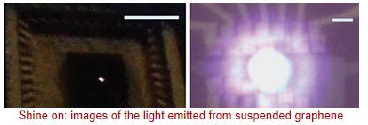 Shine on: images of the light emitted from suspended graphene